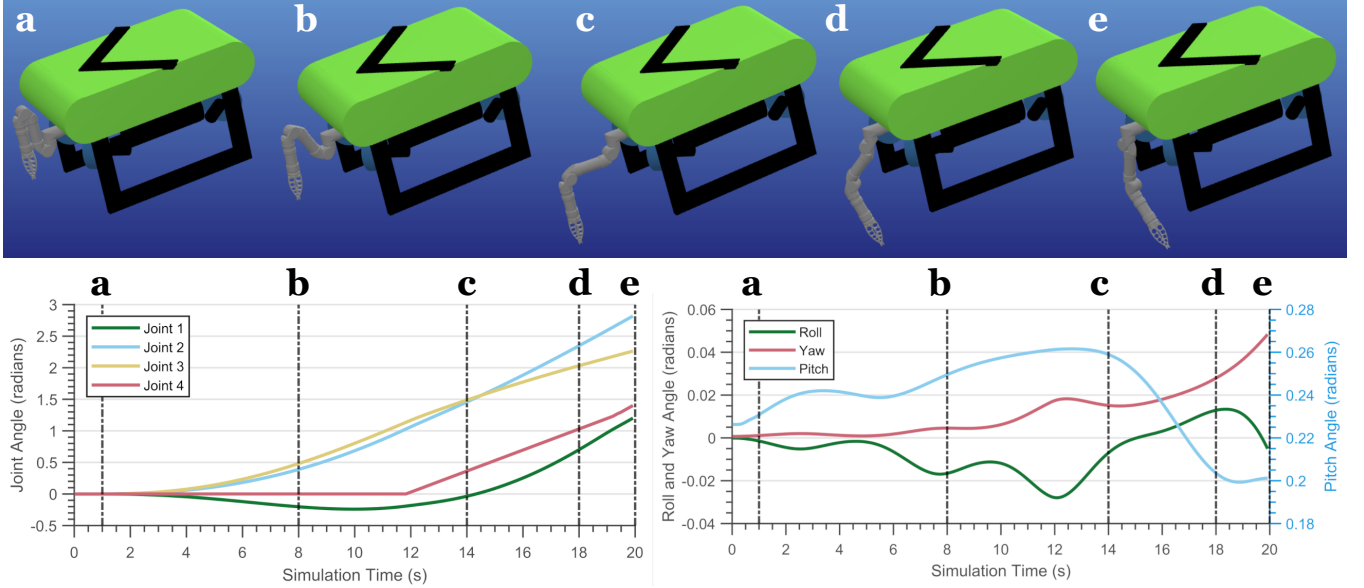 a b c d e
a b c d e
Joint Angle (radians)
3
2.5
2
1.5
1
0.5
0
-0.5
Joint 1
Joint 2
Joint 3
Joint 4
0 2 4 6 8 10 12 14 16 18 20
Simulation Time (s)
a b c d e
Roll and Yaw Angle (radians)
0.06
0.04
0.02
0
-0.02
-0.04
Roll
Yaw
Pitch
0.28
0.26
0.24
0.22
0.20
0.18
Pitch Angle (radians)
0 2 4 6 8 10 12 14 16 18 20
Simulation Time (s)